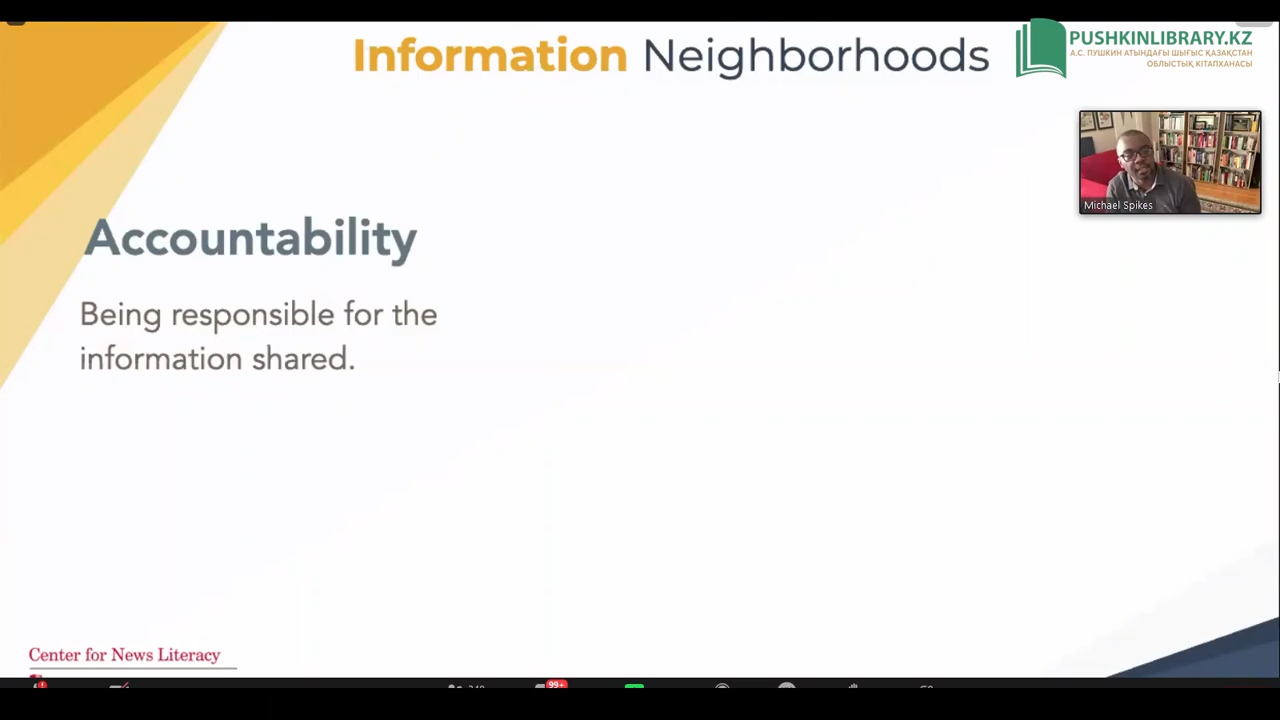 Information Neighborhoods
PUSHKINLIBRARY.KZ
А.С. ПУШКИН АТЫНДАҒЫ ШЫҒЫС ҚАЗАҚСТАН
ОБЛЫСТЫҚ КІТАПХАНАСЫ
Michael Spikes
Accountability
Being responsible for the
information shared.
Center for News Literacy
99+